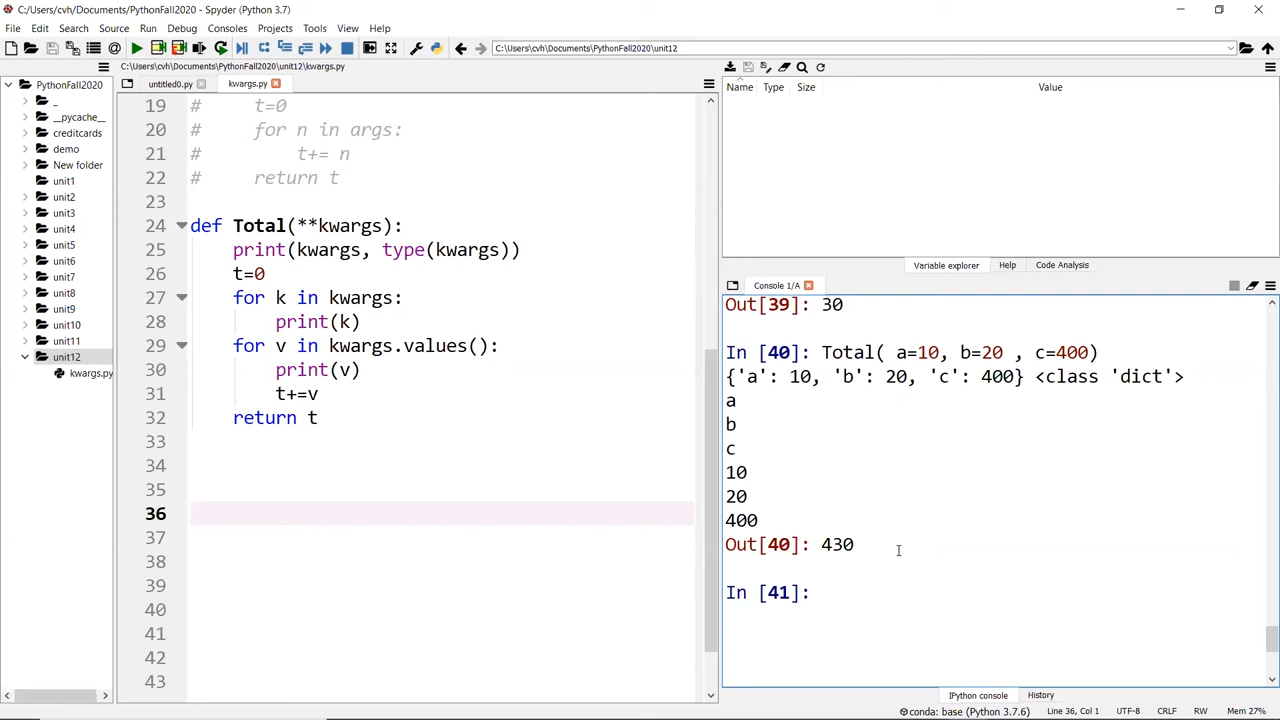 C:/Users/cvh/Documents/PythonFall2020 - Spyder (Python 3.7)
File Edit Search Source Run Debug Consoles Projects Tools View Help
C:\Users\cvh\Documents\PythonFall2020\unit12
C:\Users\cvh\Documents\PythonFall2020\unit12\kwargs.py
PythonFall2020
_
__pycache__
creditcards
demo
New folder
unit1
unit2
unit3
unit4
unit5
unit6
unit7
unit8
unit9
unit10
unit11
unit12
kwargs.py
untitled0.py kwargs.py
19 #     t=0
20 #     for n in args:
21 #         t+= n
22 #     return t
23
24 def Total(**kwargs):
25     print(kwargs, type(kwargs))
26     t=0
27     for k in kwargs:
28         print(k)
29     for v in kwargs.values():
30         print(v)
31         t+=v
32     return t
33
34
35
36
37
38
39
40
41
42
43
Name Type Size Value
Variable explorer Help Code Analysis
Console 1/A
Out[39]: 30
In [40]: Total( a=10, b=20 , c=400)
{'a': 10, 'b': 20, 'c': 400} <class 'dict'>
a
b
c
10
20
400
Out[40]: 430
In [41]:
IPython console History
conda: base (Python 3.7.6) Line 36, Col 1 UTF-8 CRLF RW Mem 27%